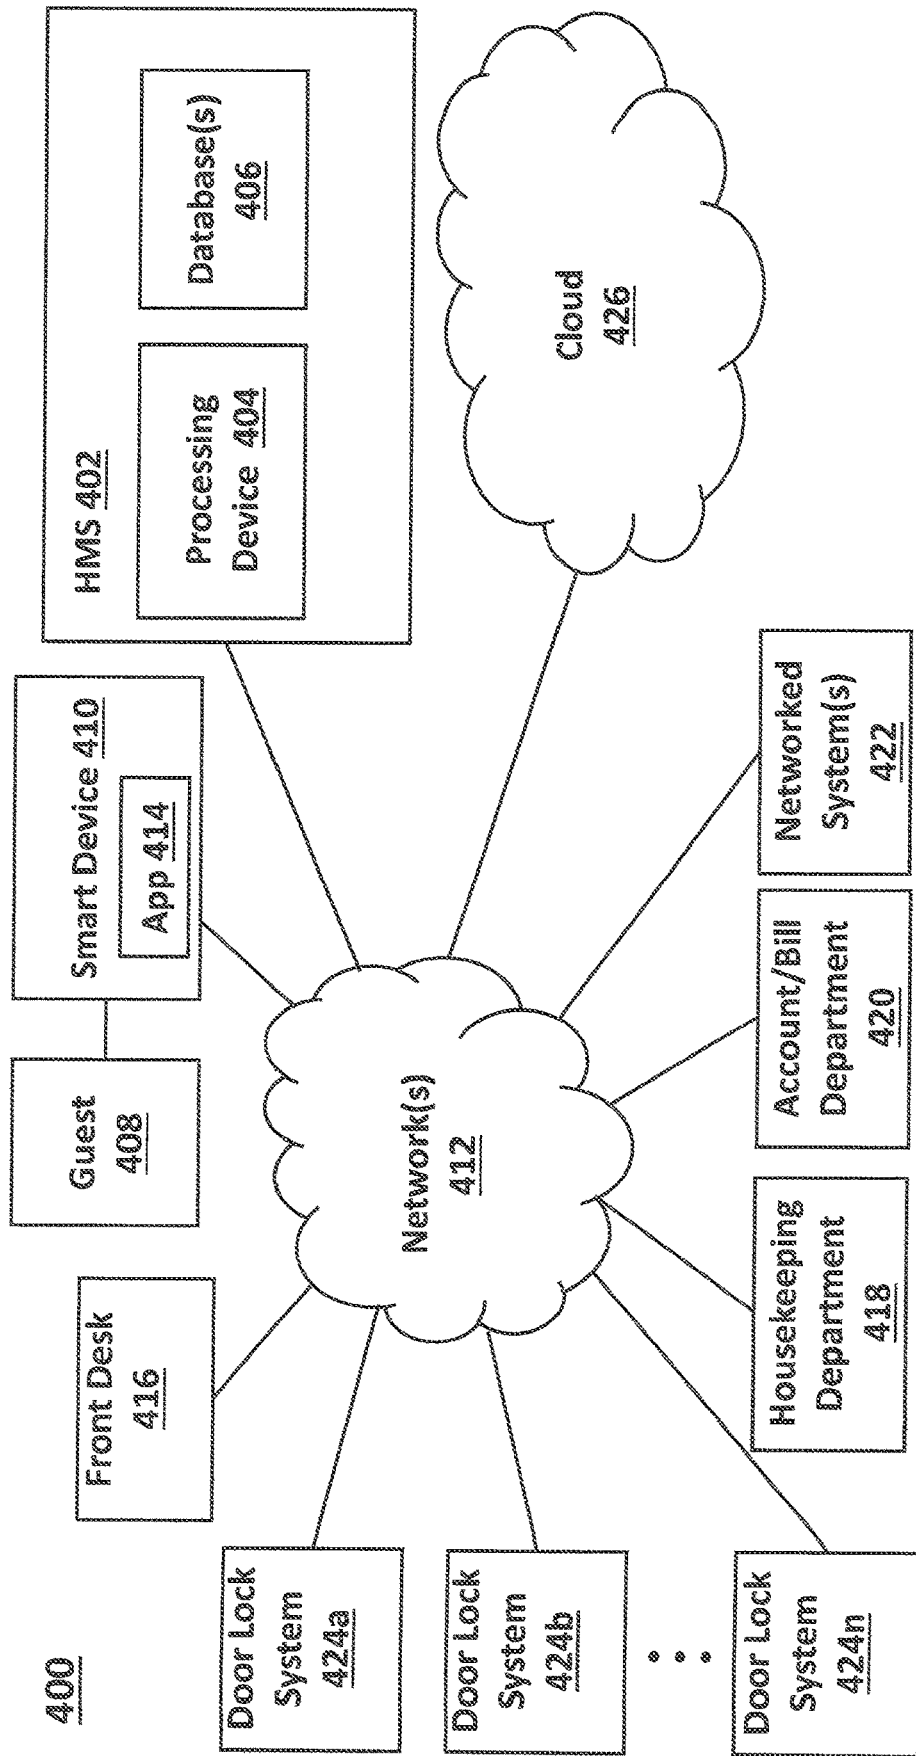 400
Front Desk
416
Guest
408
Smart Device 410
App 414
HMS 402
Processing
Device 404
Database(s)
406
Door Lock
System
424a
Door Lock
System
424b
Door Lock
System
424n
Network(s)
412
Cloud
426
Housekeeping
Department
418
Account/Bill
Department
420
Networked
System(s)
422